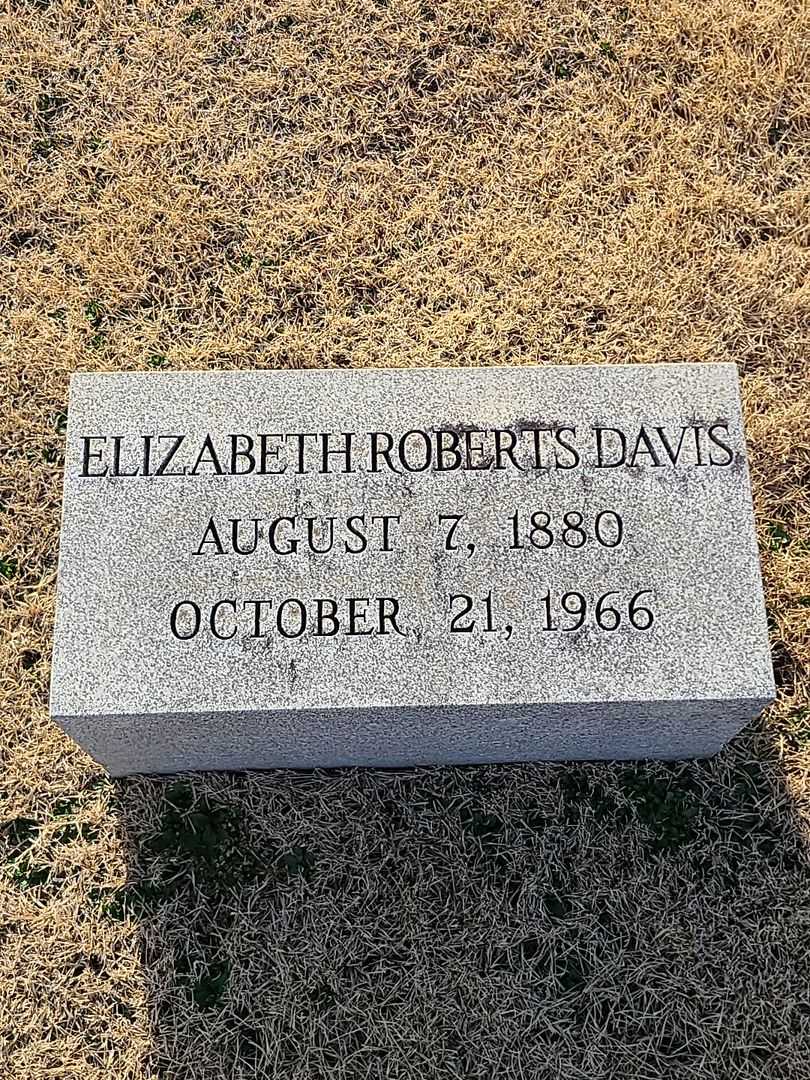 ELIZABETH ROBERTS DAVIS
AUGUST 7, 1880
OCTOBER 21, 1966